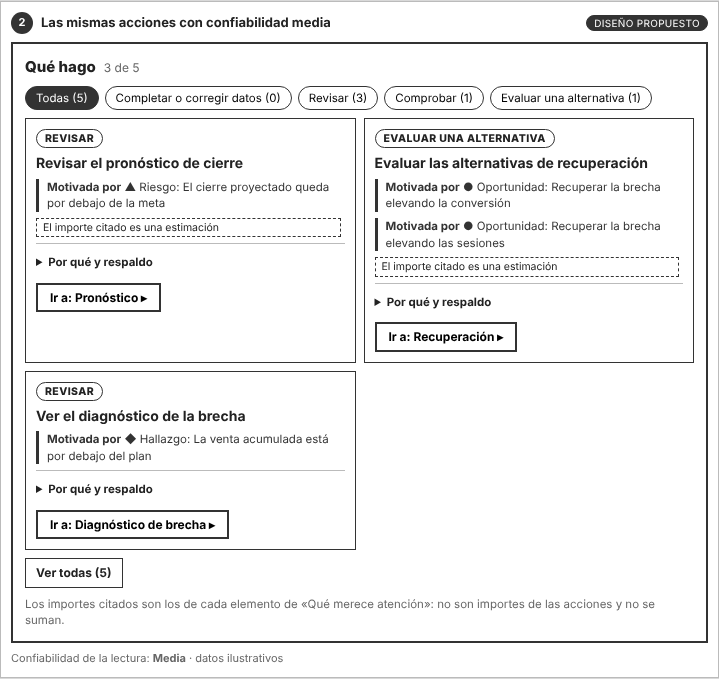 2 Las mismas acciones con confiabilidad media
DISEÑO PROPUESTO
Qué hago 3 de 5
Todas (5) Completar o corregir datos (0) Revisar (3) Comprobar (1) Evaluar una alternativa (1)
REVISAR
Revisar el pronóstico de cierre
Motivada por ▲ Riesgo: El cierre proyectado queda
por debajo de la meta
El importe citado es una estimación
▶ Por qué y respaldo
Ir a: Pronóstico ▸
EVALUAR UNA ALTERNATIVA
Evaluar las alternativas de recuperación
Motivada por ● Oportunidad: Recuperar la brecha
elevando la conversión
Motivada por ● Oportunidad: Recuperar la brecha
elevando las sesiones
El importe citado es una estimación
▶ Por qué y respaldo
Ir a: Recuperación ▸
REVISAR
Ver el diagnóstico de la brecha
Motivada por ◆ Hallazgo: La venta acumulada está
por debajo del plan
▶ Por qué y respaldo
Ir a: Diagnóstico de brecha ▸
Ver todas (5)
Los importes citados son los de cada elemento de «Qué merece atención»: no son importes de las acciones y no se
suman.
Confiabilidad de la lectura: Media · datos ilustrativos